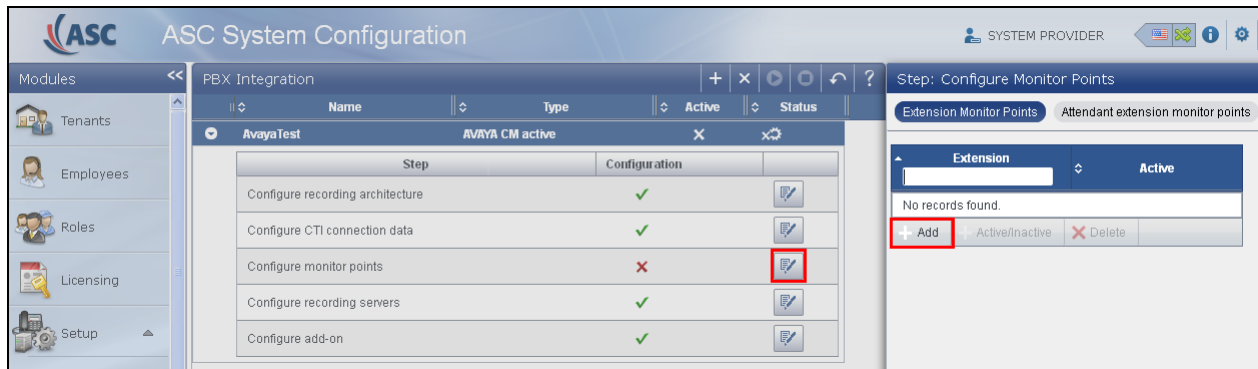 ASC ASC System Configuration SYSTEM PROVIDER
Modules << PBX Integration ? Step: Configure Monitor Points
Name Type Active Status
Extension Monitor Points Attendant extension monitor points
Tenants
AvayaTest AVAYA CM active
Step Configuration
Extension Active
Employees
Configure recording architecture
No records found.
Roles
Configure CTI connection data
Add Active/Inactive Delete
Configure monitor points
Licensing
Configure recording servers
Setup
Configure add-on